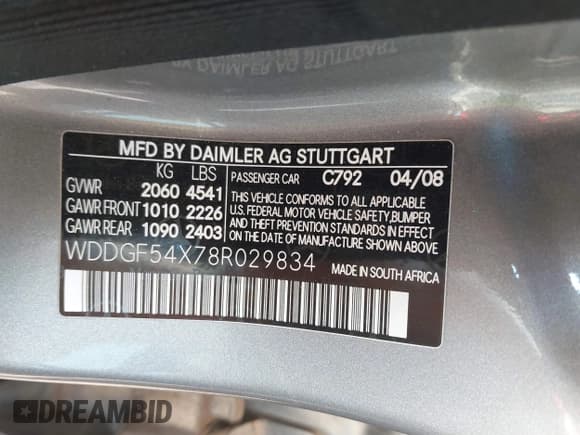 MFD BY DAIMLER AG STUTTGART
KG LBS PASSENGER CAR C792 04/08
GVWR 2060 4541
GAWR FRONT 1010 2226
GAWR REAR 1090 2403
THIS VEHICLE CONFORMS TO ALL APPLICABLE
U.S. FEDERAL MOTOR VEHICLE SAFETY,BUMPER
AND THEFT PREVENTION STANDARDS IN EFFECT
ON THE DATE OF MANUFACTURE SHOWN ABOVE.
WDDGF54X78R029834
MADE IN SOUTH AFRICA
DREAMBID